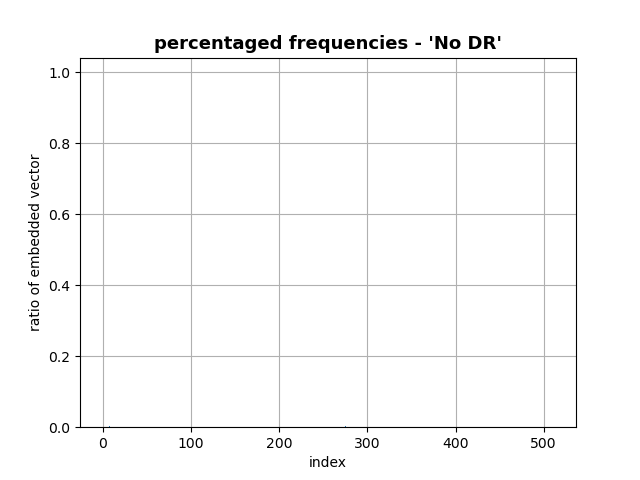 percentaged frequencies - 'No DR'
1.0
0.8
0.6
0.4
0.2
0.0
ratio of embedded vector
0 100 200 300 400 500
index